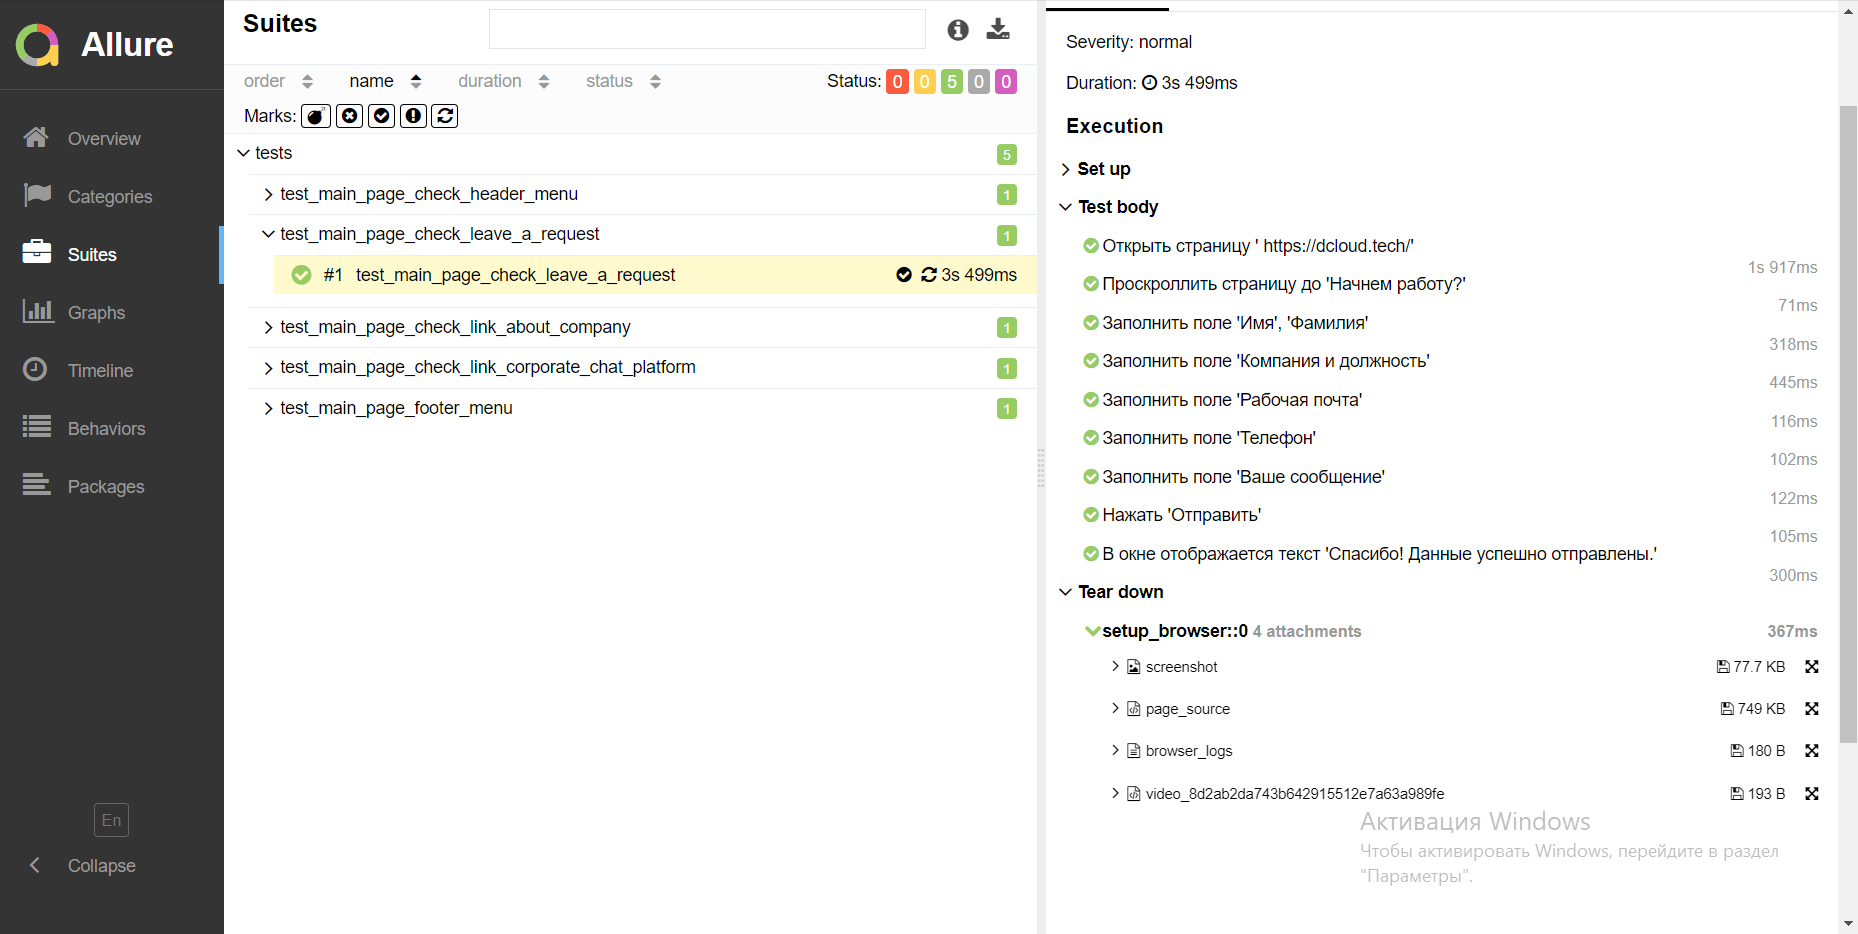 Allure
Overview
Categories
Suites
Graphs
Timeline
Behaviors
Packages
En
Collapse
Suites
order name duration status Status: 0 0 5 0 0
Marks:
tests 5
test_main_page_check_header_menu 1
test_main_page_check_leave_a_request 1
#1 test_main_page_check_leave_a_request 3s 499ms
test_main_page_check_link_about_company 1
test_main_page_check_link_corporate_chat_platform 1
test_main_page_footer_menu 1
Severity: normal
Duration: 3s 499ms
Execution
Set up
Test body
Открыть страницу ' https://dcloud.tech/'
1s 917ms
Проскроллить страницу до 'Начнем работу?'
71ms
Заполнить поле 'Имя', 'Фамилия'
318ms
Заполнить поле 'Компания и должность'
445ms
Заполнить поле 'Рабочая почта'
116ms
Заполнить поле 'Телефон'
102ms
Заполнить поле 'Ваше сообщение'
122ms
Нажать 'Отправить'
105ms
В окне отображается текст 'Спасибо! Данные успешно отправлены.'
300ms
Tear down
setup_browser::0 4 attachments 367ms
screenshot 77.7 KB
page_source 749 KB
browser_logs 180 B
video_8d2ab2da743b642915512e7a63a989fe 193 B
Активация Windows
Чтобы активировать Windows, перейдите в раздел
"Параметры".